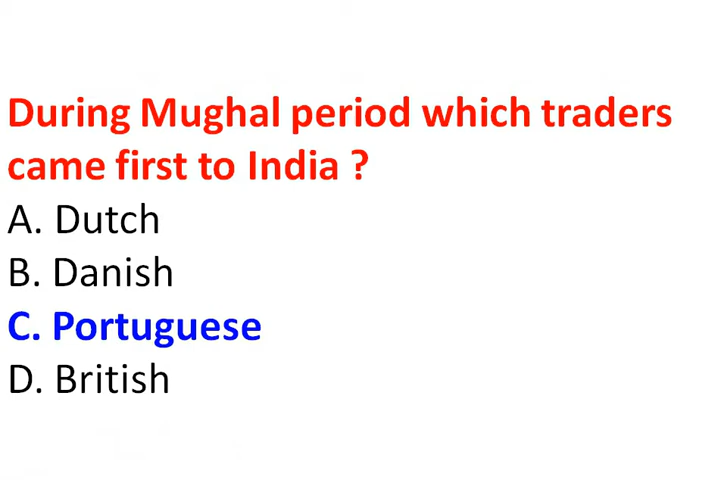 During Mughal period which traders
came first to India ?
A. Dutch
B. Danish
C. Portuguese
D. British